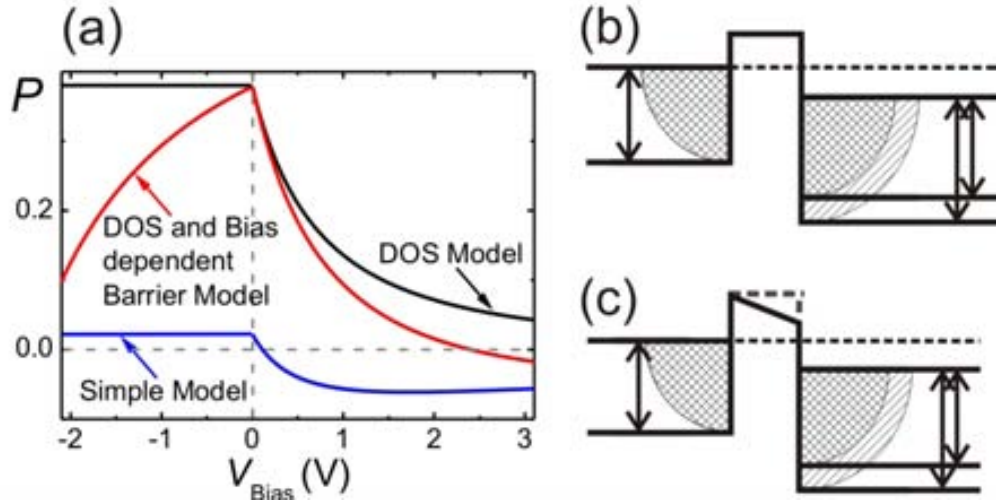 (a)
P
0.2
0.0
DOS and Bias
dependent
Barrier Model
DOS Model
Simple Model
-2 -1 0 1 2 3
V_Bias (V)
(b)
(c)